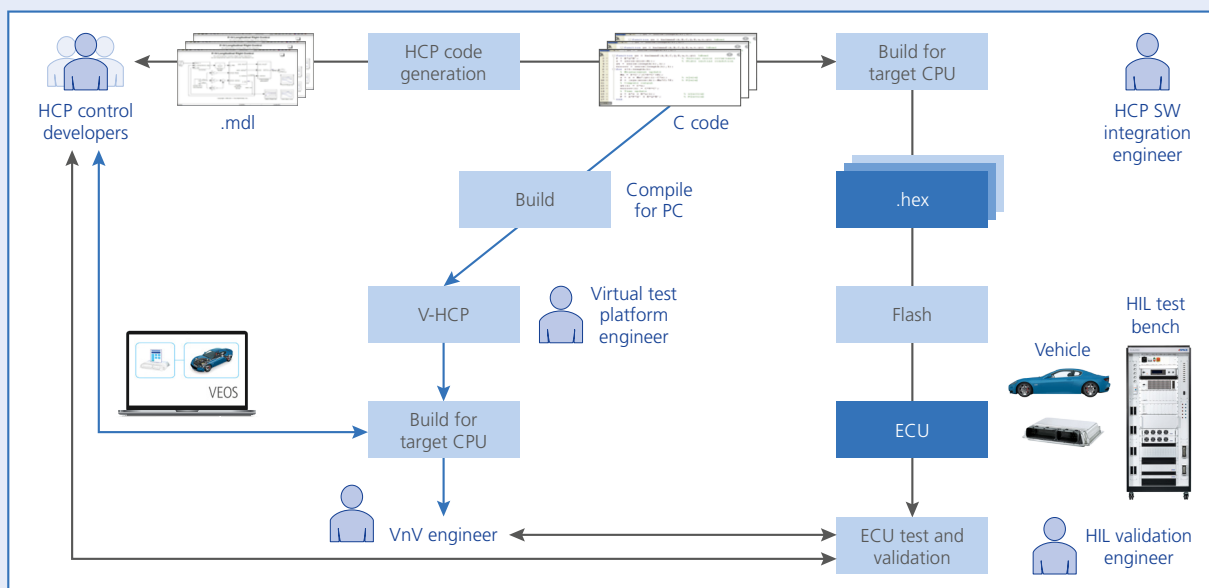 HCP code
generation
Build for
target CPU
HCP control
developers
.mdl
C code
HCP SW
integration
engineer
Build
Compile
for PC
.hex
V-HCP
Virtual test
platform
engineer
Flash
HIL test
bench
Vehicle
VEOS
Build for
target CPU
ECU
VnV engineer
ECU test and
validation
HIL validation
engineer